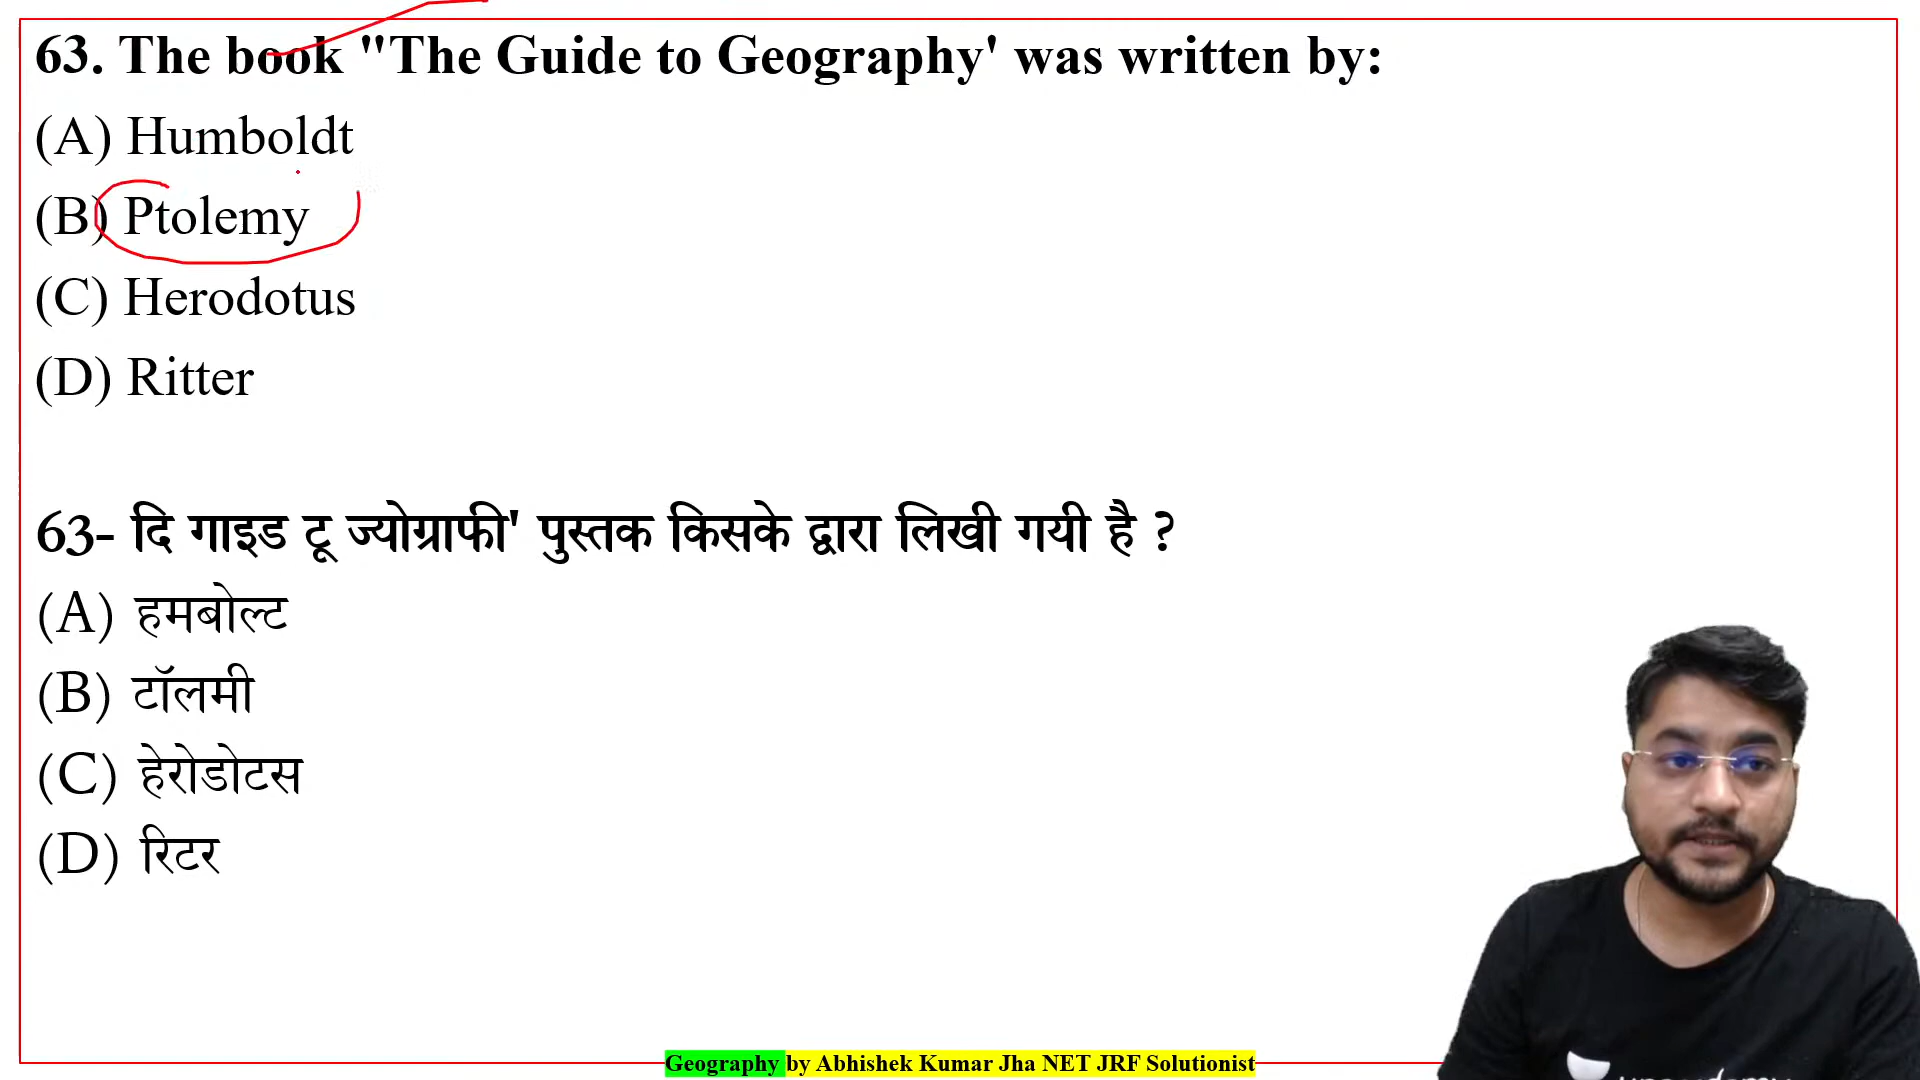 63. The book "The Guide to Geography' was written by:
(A) Humboldt
(B) Ptolemy
(C) Herodotus
(D) Ritter
63- दि गाइड टू ज्योग्राफी' पुस्तक किसके द्वारा लिखी गयी है ?
(A) हमबोल्ट
(B) टॉलमी
(C) हेरोडोटस
(D) रिटर
Geography by Abhishek Kumar Jha NET JRF Solutionist